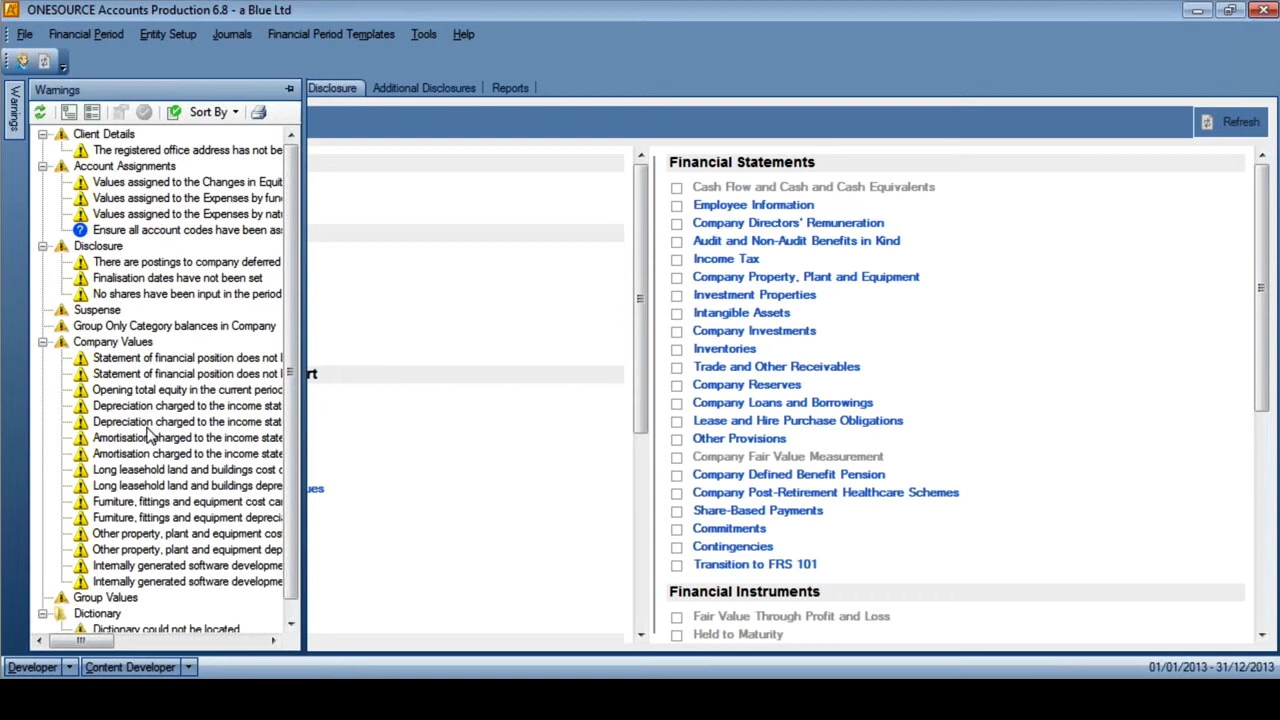 ONESOURCE Accounts Production 6.8 - a Blue Ltd
File Financial Period Entity Setup Journals Financial Period Templates Tools Help
Warnings
Warnings
Sort By
Client Details
The registered office address has not be
Account Assignments
Values assigned to the Changes in Equit
Values assigned to the Expenses by fun
Values assigned to the Expenses by nat
Ensure all account codes have been as
Disclosure
There are postings to company deferred
Finalisation dates have not been set
No shares have been input in the period
Suspense
Group Only Category balances in Company
Company Values
Statement of financial position does not
Statement of financial position does not
Opening total equity in the current perio
Depreciation charged to the income stat
Depreciation charged to the income stat
Amortisation charged to the income state
Amortisation charged to the income state
Long leasehold land and buildings cost
Long leasehold land and buildings depre
Furniture, fittings and equipment cost ca
Furniture, fittings and equipment depreci
Other property, plant and equipment cos
Other property, plant and equipment dep
Internally generated software developme
Internally generated software developme
Group Values
Dictionary
Dictionary could not be located
Disclosure Additional Disclosures Reports
Refresh
rt
ues
Financial Statements
Cash Flow and Cash and Cash Equivalents
Employee Information
Company Directors' Remuneration
Audit and Non-Audit Benefits in Kind
Income Tax
Company Property, Plant and Equipment
Investment Properties
Intangible Assets
Company Investments
Inventories
Trade and Other Receivables
Company Reserves
Company Loans and Borrowings
Lease and Hire Purchase Obligations
Other Provisions
Company Fair Value Measurement
Company Defined Benefit Pension
Company Post-Retirement Healthcare Schemes
Share-Based Payments
Commitments
Contingencies
Transition to FRS 101
Financial Instruments
Fair Value Through Profit and Loss
Held to Maturity
Developer Content Developer
01/01/2013 - 31/12/2013